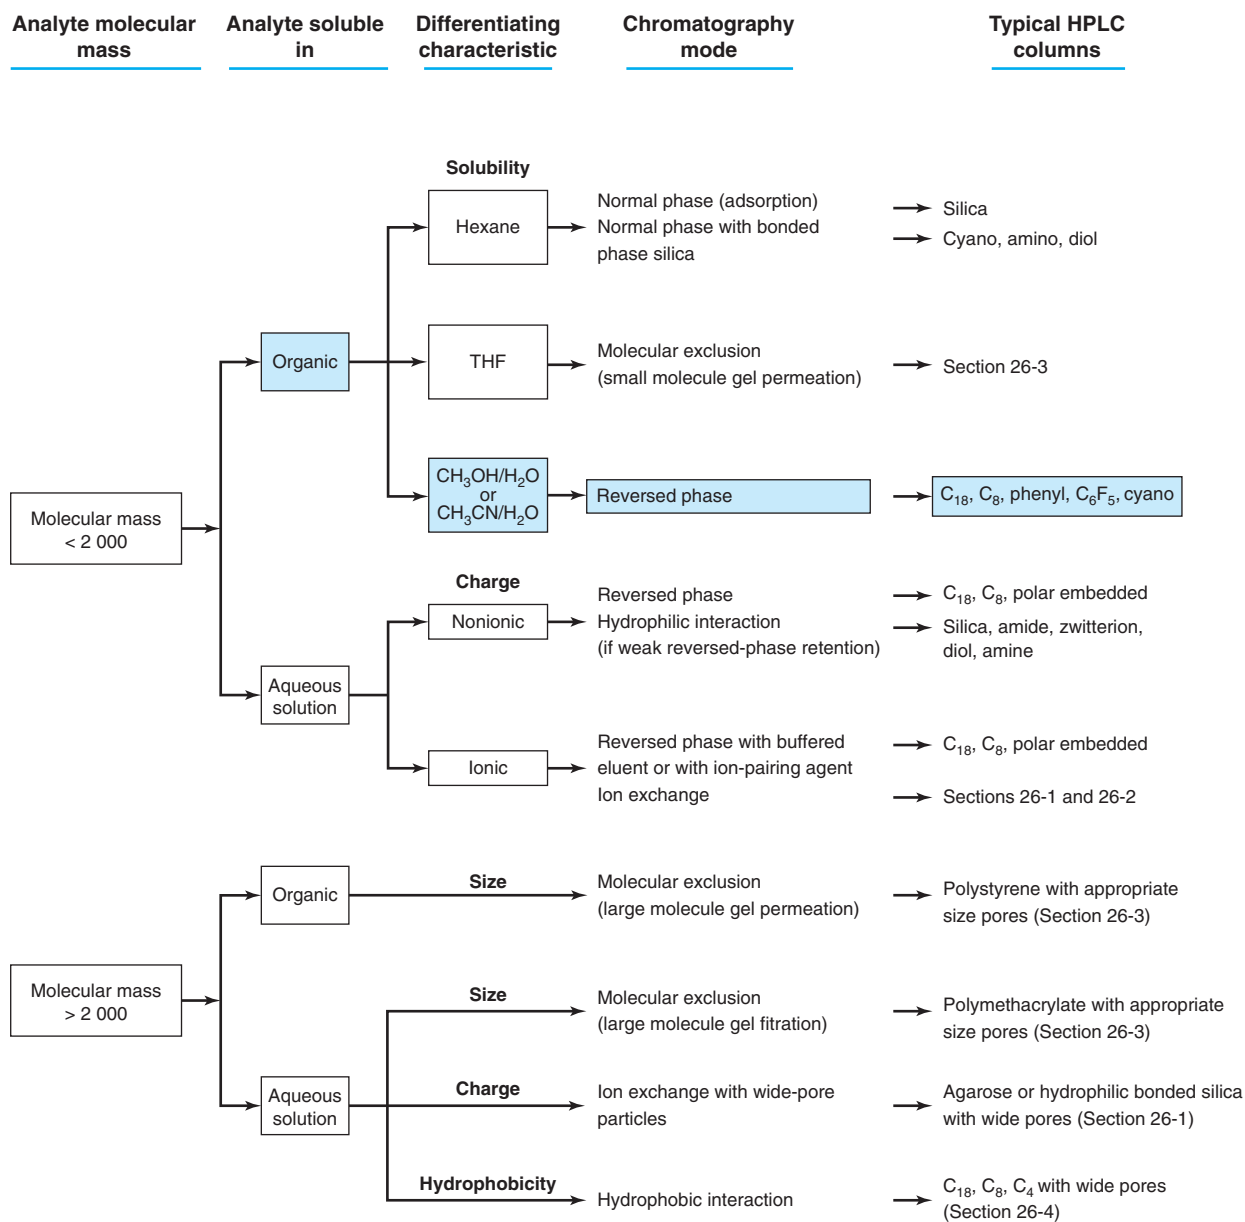 Analyte molecular
mass
Analyte soluble
in
Differentiating
characteristic
Chromatography
mode
Typical HPLC
columns
Solubility
Hexane
Normal phase (adsorption)
Normal phase with bonded
phase silica
Silica
Cyano, amino, diol
Organic
THF
Molecular exclusion
(small molecule gel permeation)
Section 26-3
CH₃OH/H₂O
or
CH₃CN/H₂O
Reversed phase
C₁₈, C₈, phenyl, C₆F₅, cyano
Molecular mass
< 2 000
Charge
Nonionic
Reversed phase
Hydrophilic interaction
(if weak reversed-phase retention)
C₁₈, C₈, polar embedded
Silica, amide, zwitterion,
diol, amine
Aqueous
solution
Ionic
Reversed phase with buffered
eluent or with ion-pairing agent
Ion exchange
C₁₈, C₈, polar embedded
Sections 26-1 and 26-2
Organic
Size
Molecular exclusion
(large molecule gel permeation)
Polystyrene with appropriate
size pores (Section 26-3)
Molecular mass
> 2 000
Size
Molecular exclusion
(large molecule gel fitration)
Polymethacrylate with appropriate
size pores (Section 26-3)
Aqueous
solution
Charge
Ion exchange with wide-pore
particles
Agarose or hydrophilic bonded silica
with wide pores (Section 26-1)
Hydrophobicity
Hydrophobic interaction
C₁₈, C₈, C₄ with wide pores
(Section 26-4)